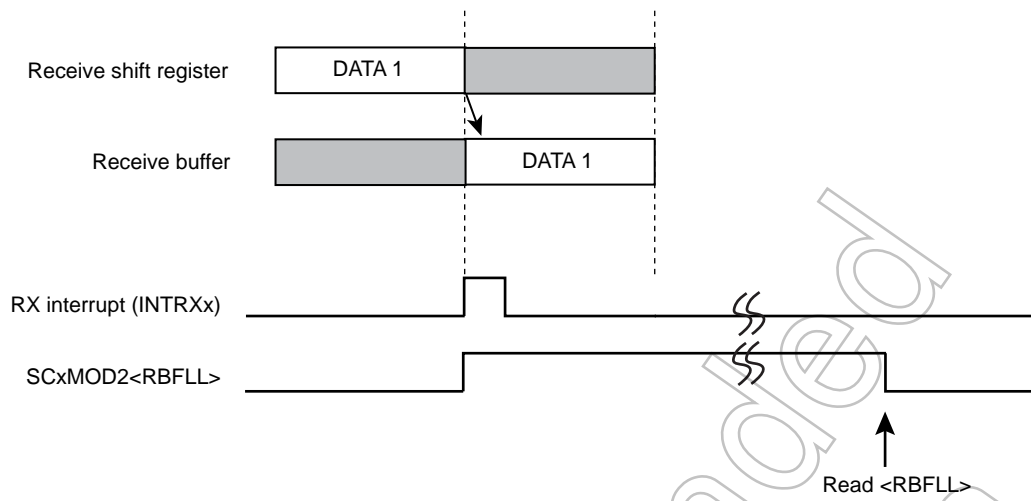 Receive shift register
DATA 1
Receive buffer
DATA 1
RX interrupt (INTRXx)
SCxMOD2<RBFLL>
Read <RBFLL>